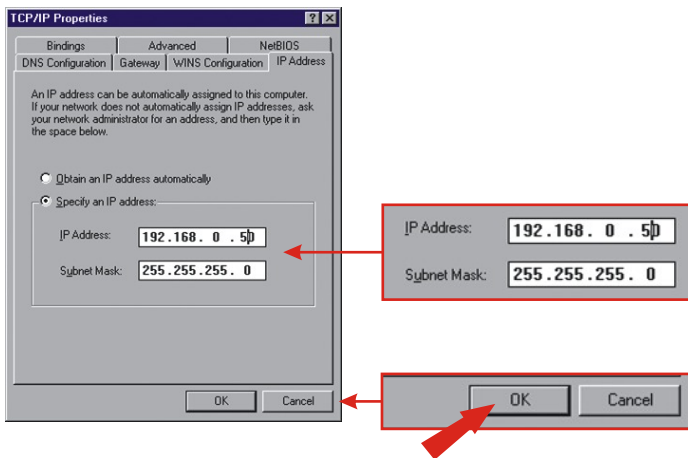 TCP/IP Properties
Bindings Advanced NetBIOS
DNS Configuration Gateway WINS Configuration IP Address
An IP address can be automatically assigned to this computer.
If your network does not automatically assign IP addresses, ask
your network administrator for an address, and then type it in
the space below.
Obtain an IP address automatically
Specify an IP address:
IP Address: 192.168. 0 .50
Subnet Mask: 255.255.255. 0
OK Cancel
IP Address: 192.168. 0 .50
Subnet Mask: 255.255.255. 0
OK Cancel